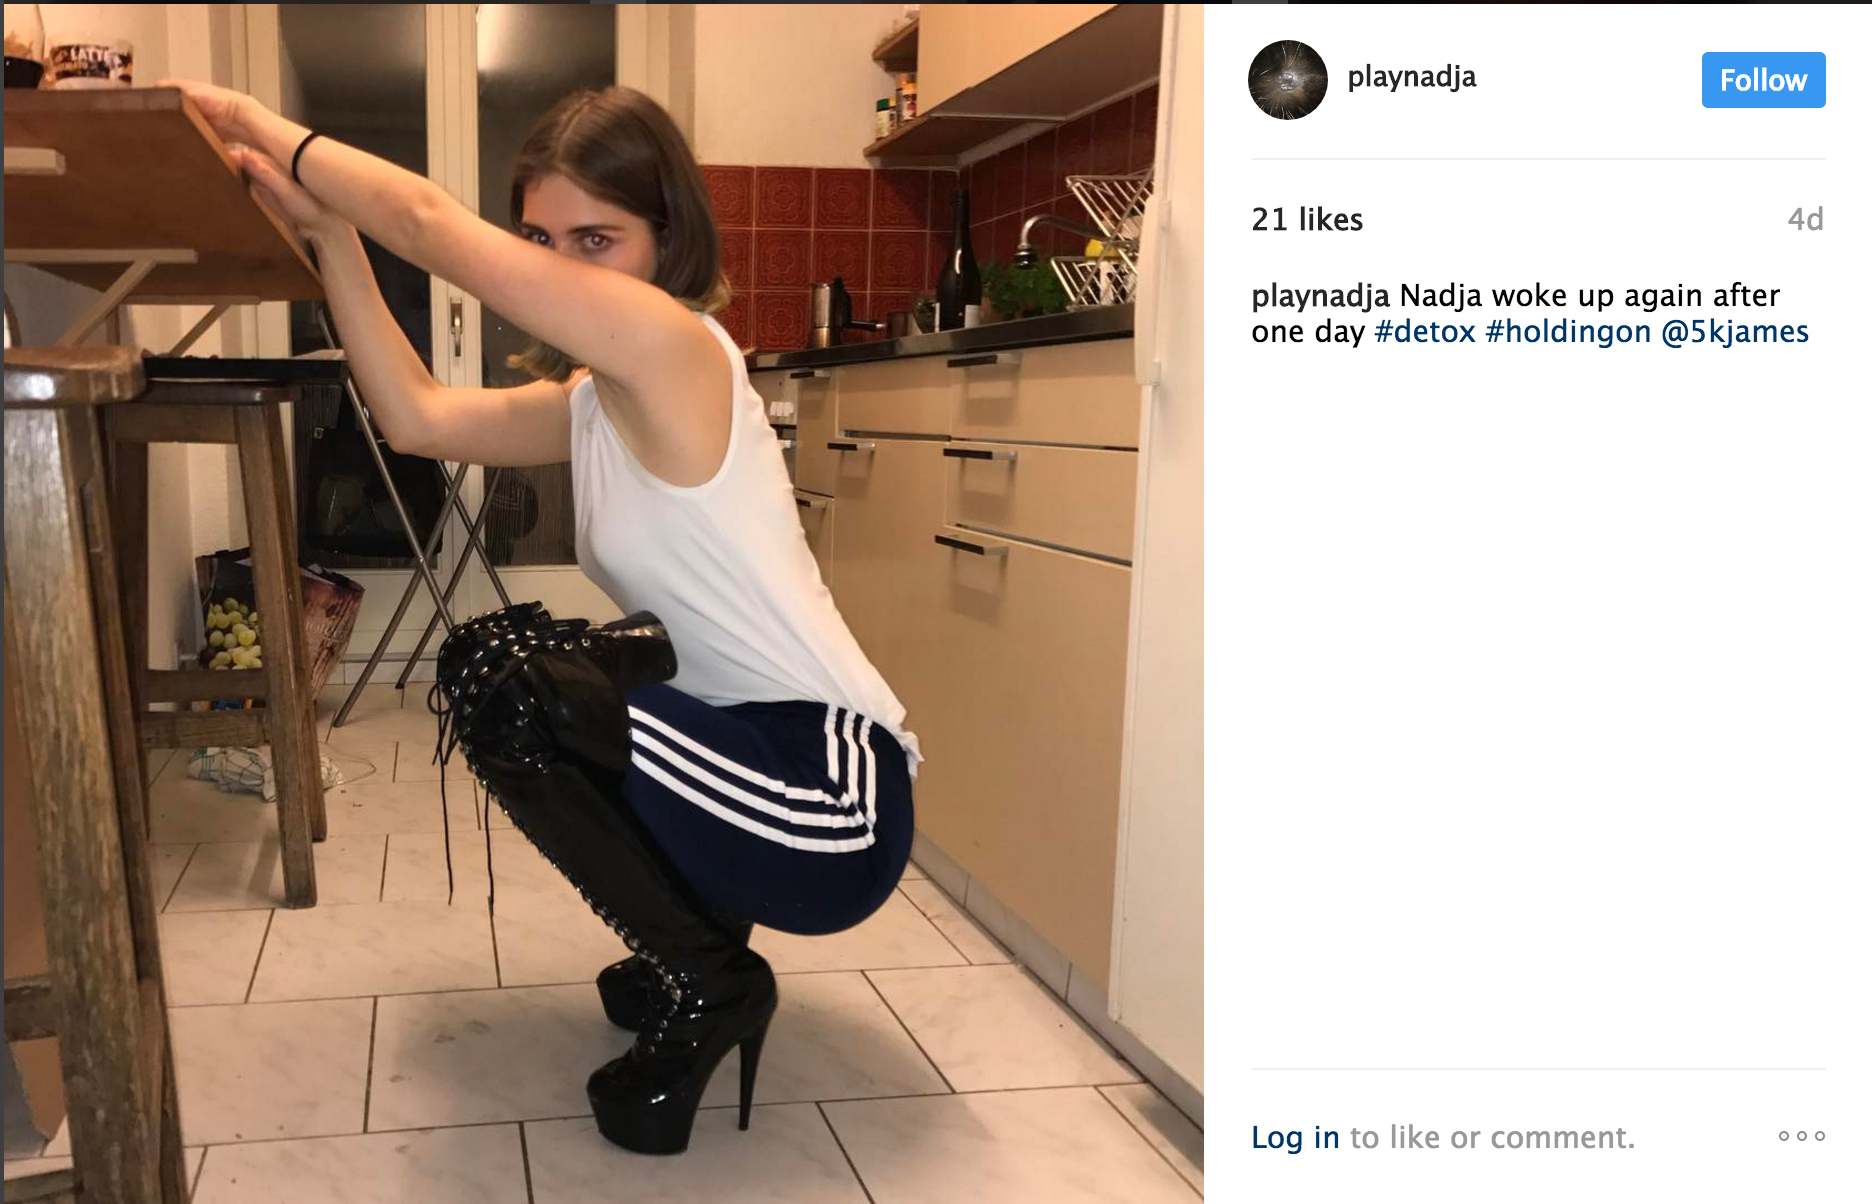 LATTE
playnadja
Follow
21 likes
4d
playnadja Nadja woke up again after
one day #detox #holdingon @5kjames
Log in to like or comment.